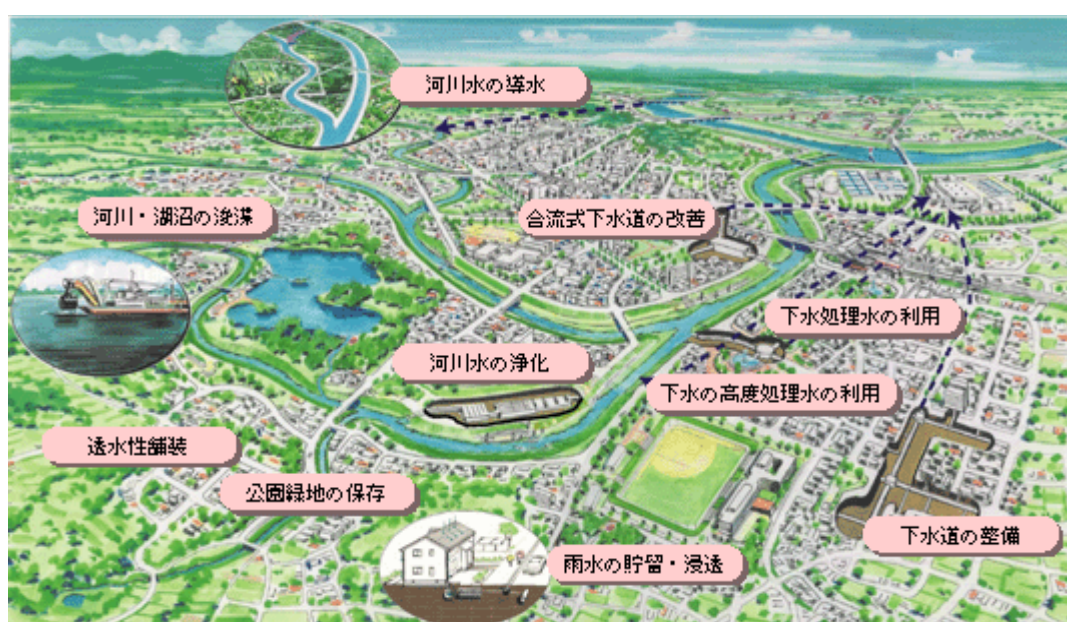 河川水の導水
河川・湖沼の浚渫
合流式下水道の改善
下水処理水の利用
河川水の浄化
下水の高度処理水の利用
透水性舗装
公園緑地の保存
下水道の整備
雨水の貯留・浸透